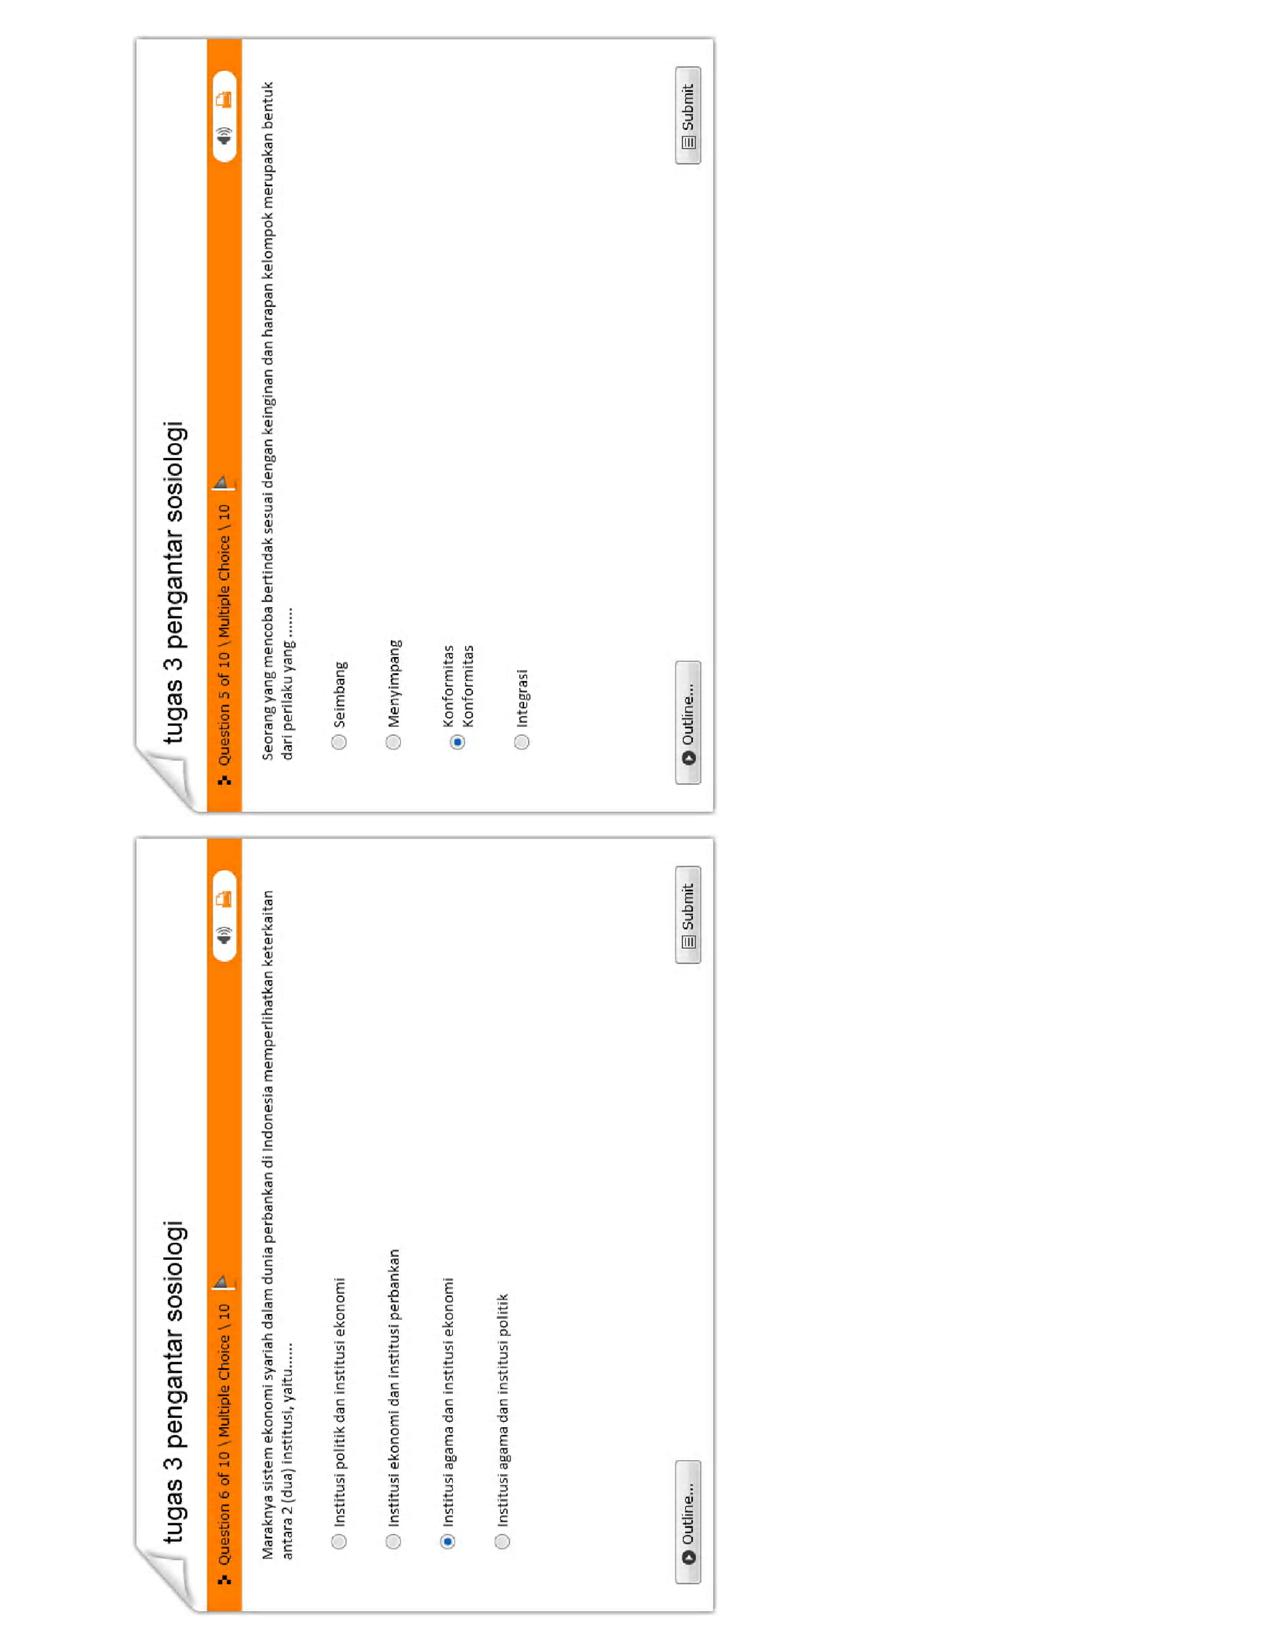 tugas 3 pengantar sosiologi
Question 5 of 10 \ Multiple Choice \ 10
Seorang yang mencoba bertindak sesuai dengan keinginan dan harapan kelompok merupakan bentuk
dari perilaku yang .......
Seimbang
Menyimpang
Konformitas
Konformitas
Integrasi
Outline...
Submit
tugas 3 pengantar sosiologi
Question 6 of 10 \ Multiple Choice \ 10
Maraknya sistem ekonomi syariah dalam dunia perbankan di Indonesia memperlihatkan keterkaitan
antara 2 (dua) institusi, yaitu......
Institusi politik dan institusi ekonomi
Institusi ekonomi dan institusi perbankan
Institusi agama dan institusi ekonomi
Institusi agama dan institusi politik
Outline...
Submit